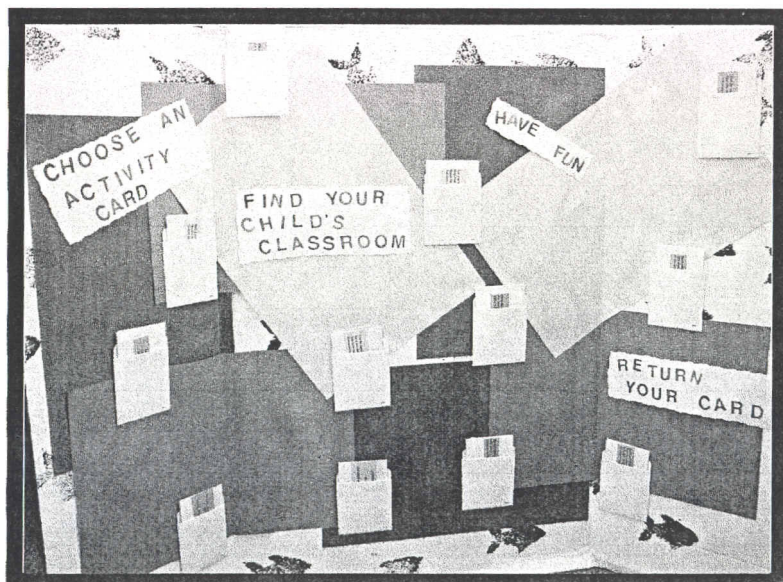 CHOOSE AN
ACTIVITY
CARD
FIND YOUR
CHILD'S
CLASSROOM
HAVE FUN
RETURN
YOUR CARD